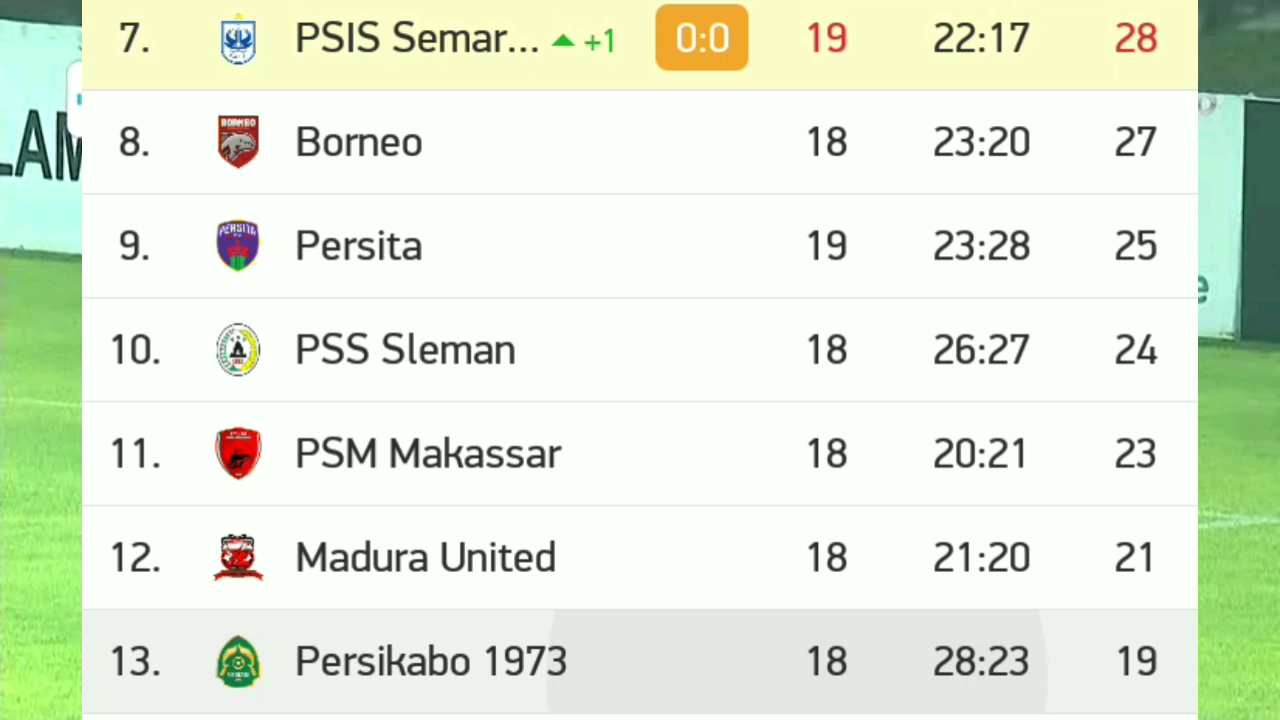 7. PSIS Semar... +1 0:0 19 22:17 28
8. BORNEO Borneo 18 23:20 27
9. PERSITA Persita 19 23:28 25
10. PSS Sleman 18 26:27 24
11. PSM Makassar 18 20:21 23
12. Madura United 18 21:20 21
13. Persikabo 1973 18 28:23 19